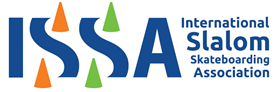 ISSA
International
Slalom
Skateboarding
Association